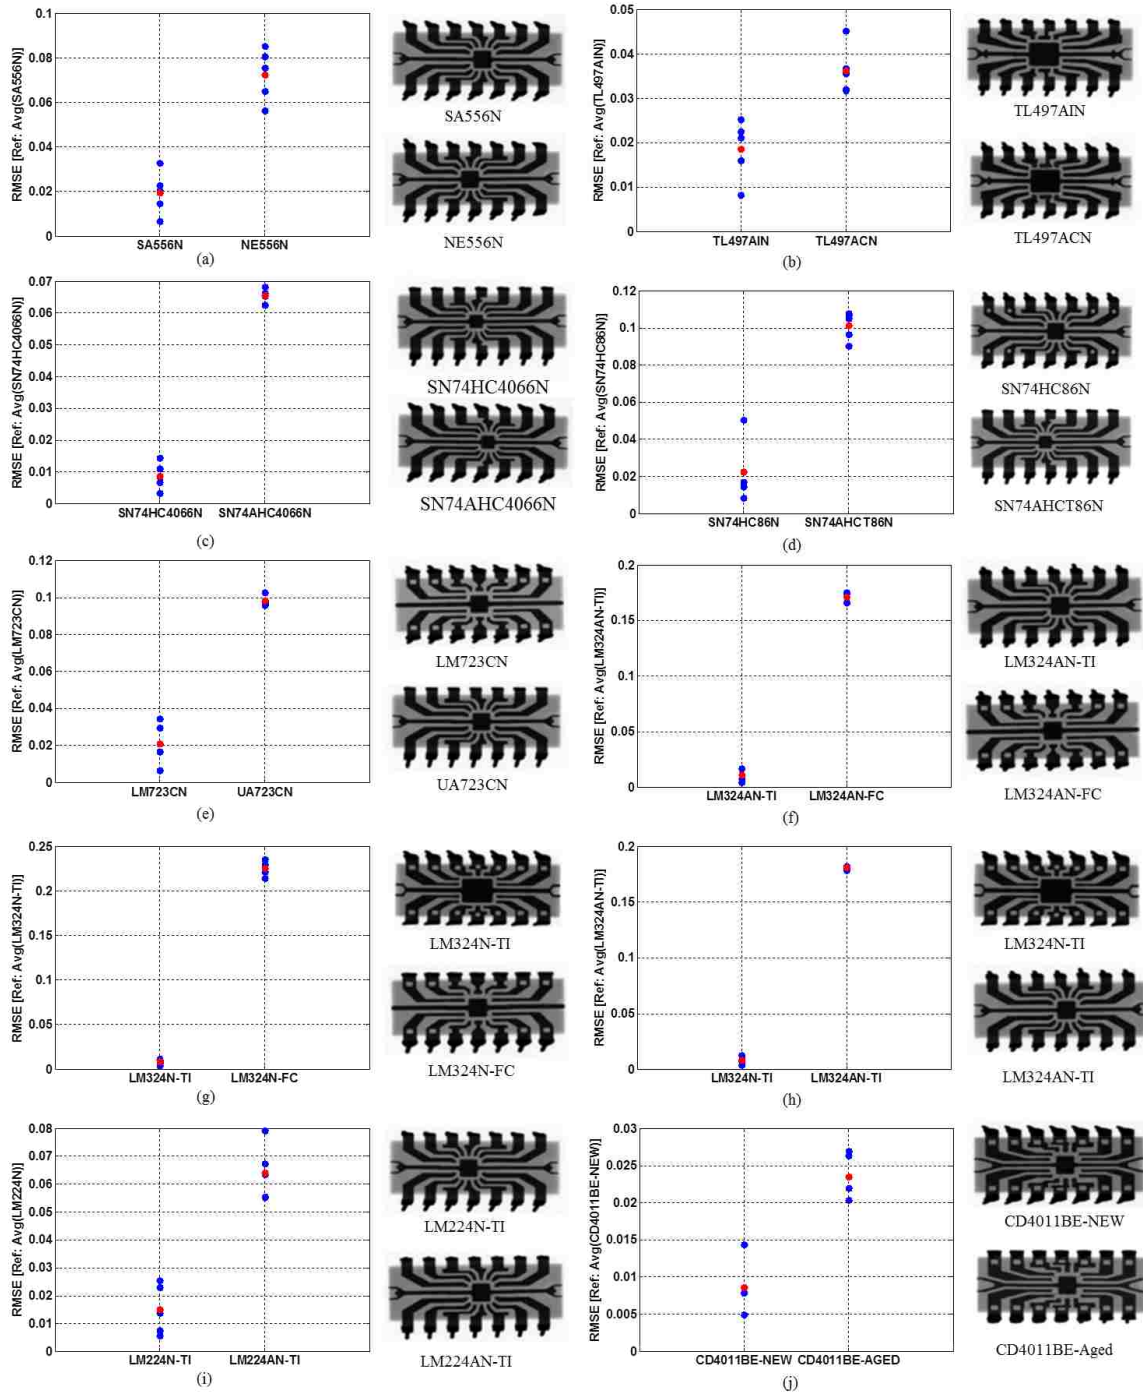 RMSE [Ref: Avg(SA556N)]
0.1
0.08
0.06
0.04
0.02
0
SA556N NE556N
(a)
SA556N
NE556N
RMSE [Ref: Avg(TL497AIN)]
0.05
0.04
0.03
0.02
0.01
0
TL497AIN TL497ACN
(b)
TL497AIN
TL497ACN
RMSE [Ref: Avg(SN74HC4066N)]
0.07
0.06
0.05
0.04
0.03
0.02
0.01
0
SN74HC4066N SN74AHC4066N
(c)
SN74HC4066N
SN74AHC4066N
RMSE [Ref: Avg(SN74HC86N)]
0.12
0.1
0.08
0.06
0.04
0.02
0
SN74HC86N SN74AHCT86N
(d)
SN74HC86N
SN74AHCT86N
RMSE [Ref: Avg(LM723CN)]
0.12
0.1
0.08
0.06
0.04
0.02
0
LM723CN UA723CN
(e)
LM723CN
UA723CN
RMSE [Ref: Avg(LM324AN-TI)]
0.2
0.15
0.1
0.05
0
LM324AN-TI LM324AN-FC
(f)
LM324AN-TI
LM324AN-FC
RMSE [Ref: Avg(LM324N-TI)]
0.25
0.2
0.15
0.1
0.05
0
LM324N-TI LM324N-FC
(g)
LM324N-TI
LM324N-FC
RMSE [Ref: Avg(LM324AN-TI)]
0.2
0.15
0.1
0.05
0
LM324N-TI LM324AN-TI
(h)
LM324N-TI
LM324AN-TI
RMSE [Ref: Avg(LM224N)]
0.08
0.07
0.06
0.05
0.04
0.03
0.02
0.01
0
LM224N-TI LM224AN-TI
(i)
LM224N-TI
LM224AN-TI
RMSE [Ref: Avg(CD4011BE-NEW)]
0.03
0.025
0.02
0.015
0.01
0.005
0
CD4011BE-NEW CD4011BE-AGED
(j)
CD4011BE-NEW
CD4011BE-Aged